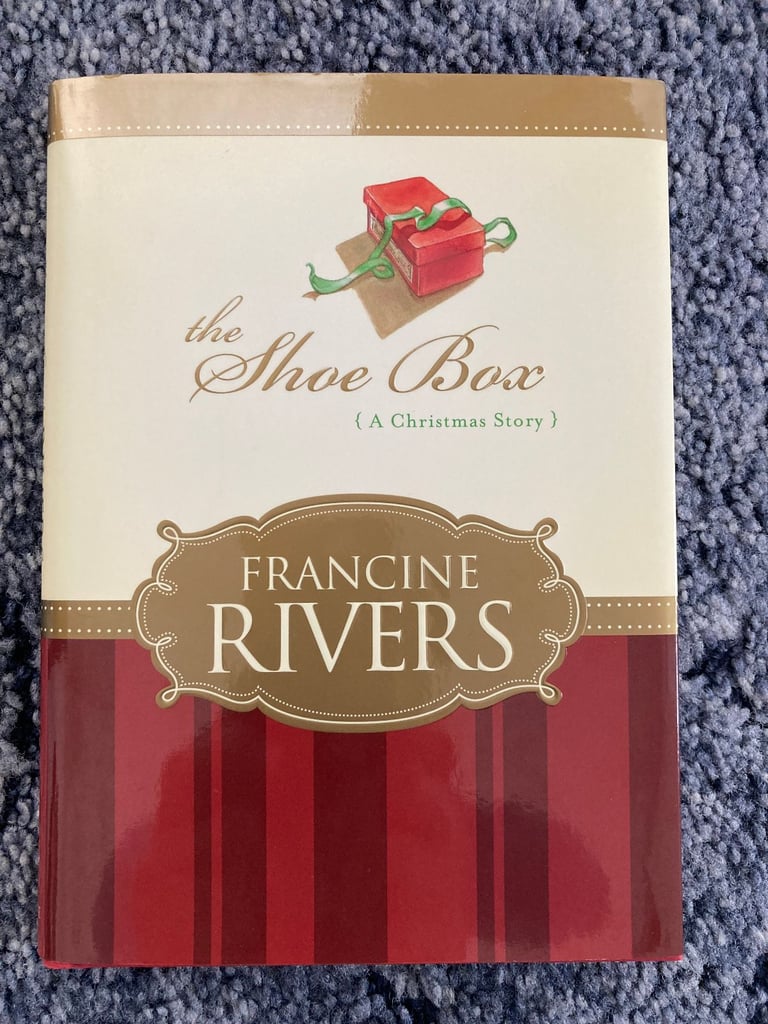 the
Shoe Box
{ A Christmas Story }
FRANCINE
RIVERS